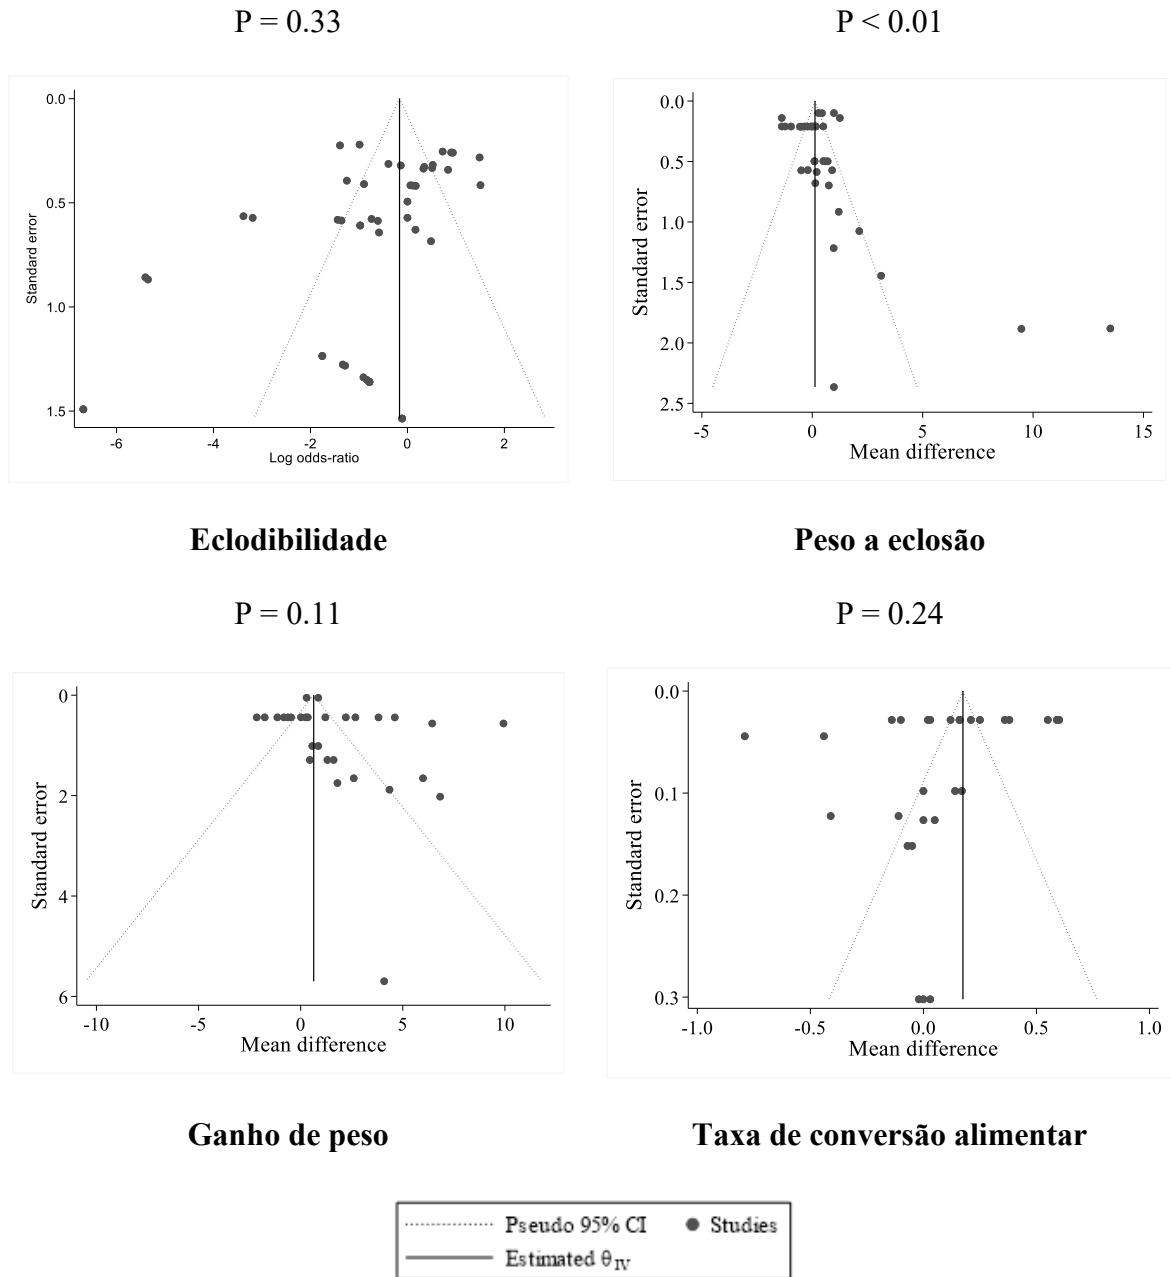 P = 0.33
P < 0.01
0.0
0.5
1.0
1.5
Standard error
-6
-4
-2
0
2
Log odds-ratio
0.0
0.5
1.0
1.5
2.0
2.5
Standard error
-5
0
5
10
15
Mean difference
Eclodibilidade
Peso a eclosão
P = 0.11
P = 0.24
0
2
4
6
Standard error
-10
-5
0
5
10
Mean difference
0.0
0.1
0.2
0.3
Standard error
-1.0
-0.5
0.0
0.5
1.0
Mean difference
Ganho de peso
Taxa de conversão alimentar
Pseudo 95% CI
Studies
Estimated θIV